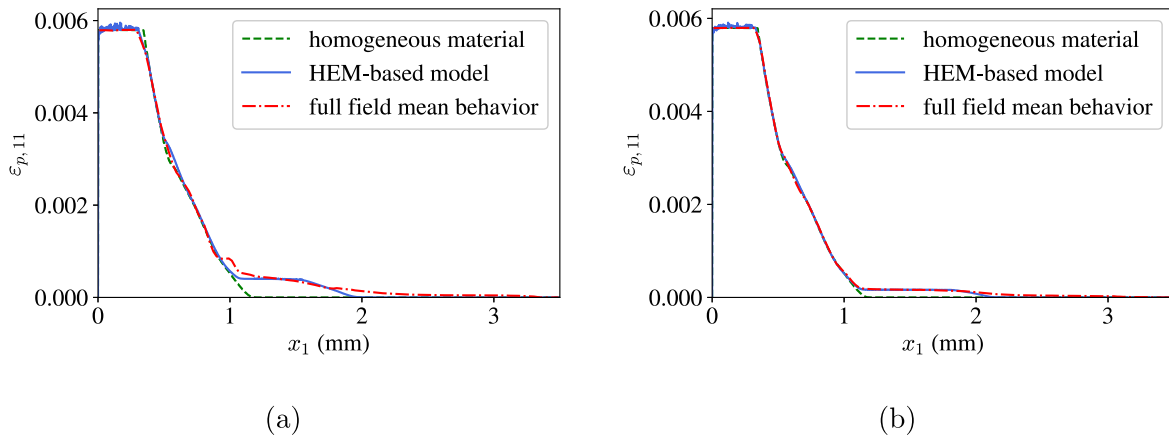 homogeneous material
HEM-based model
full field mean behavior
0.006
0.004
0.002
0.000
ε_{p, 11}
0 1 2 3
x_1 (mm)
(a)
homogeneous material
HEM-based model
full field mean behavior
0.006
0.004
0.002
0.000
ε_{p, 11}
0 1 2 3
x_1 (mm)
(b)